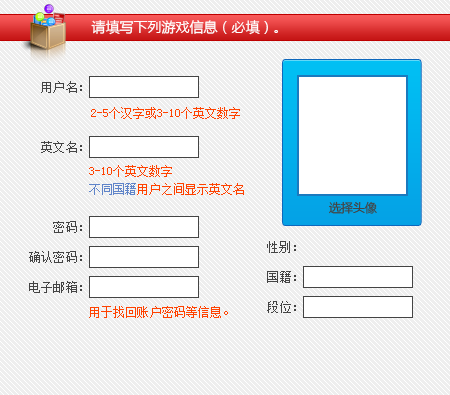 请填写下列游戏信息（必填）。
用户名：
2-5个汉字或3-10个英文数字
英文名：
3-10个英文数字
不同国籍用户之间显示英文名
密码：
确认密码：
电子邮箱：
用于找回账户密码等信息。
选择头像
性别：
国籍：
段位：